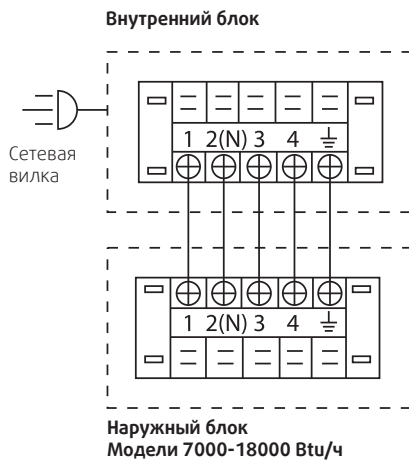 Внутренний блок
1 2(N) 3 4
Сетевая
вилка
1 2(N) 3 4
Наружный блок
Модели 7000-18000 Btu/ч